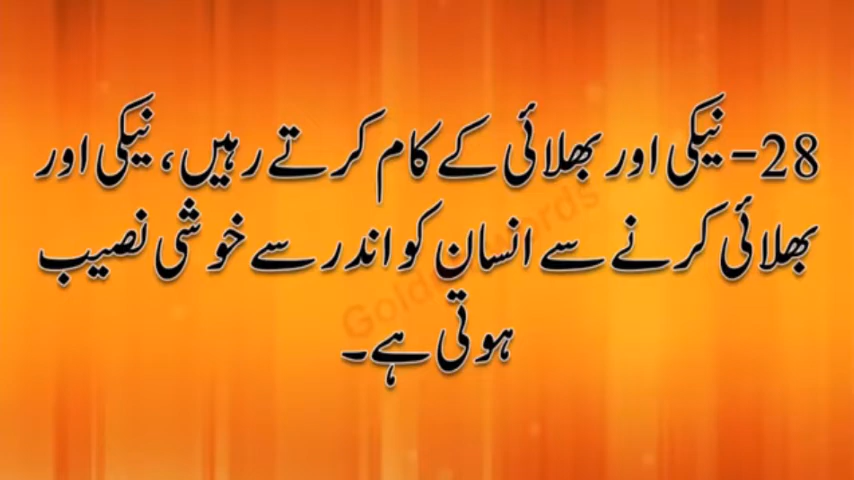 28- نیکی اور بھلائی کے کام کرتے رہیں، نیکی اور
بھلائی کرنے سے انسان کو اندر سے خوشی نصیب
ہوتی ہے۔